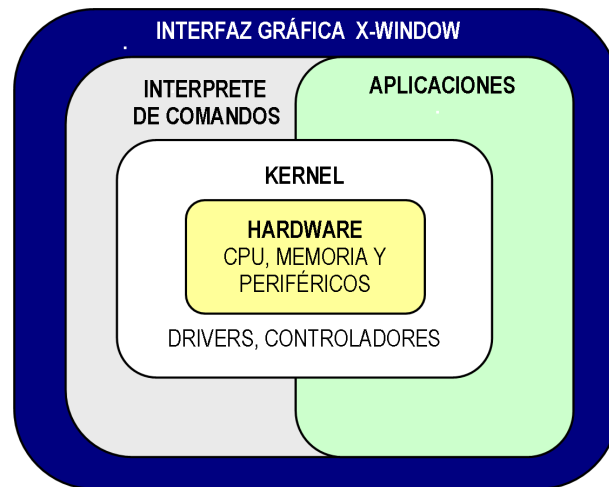 INTERFAZ GRÁFICA X-WINDOW
INTERPRETE
DE COMANDOS
APLICACIONES
KERNEL
HARDWARE
CPU, MEMORIA Y
PERIFÉRICOS
DRIVERS, CONTROLADORES